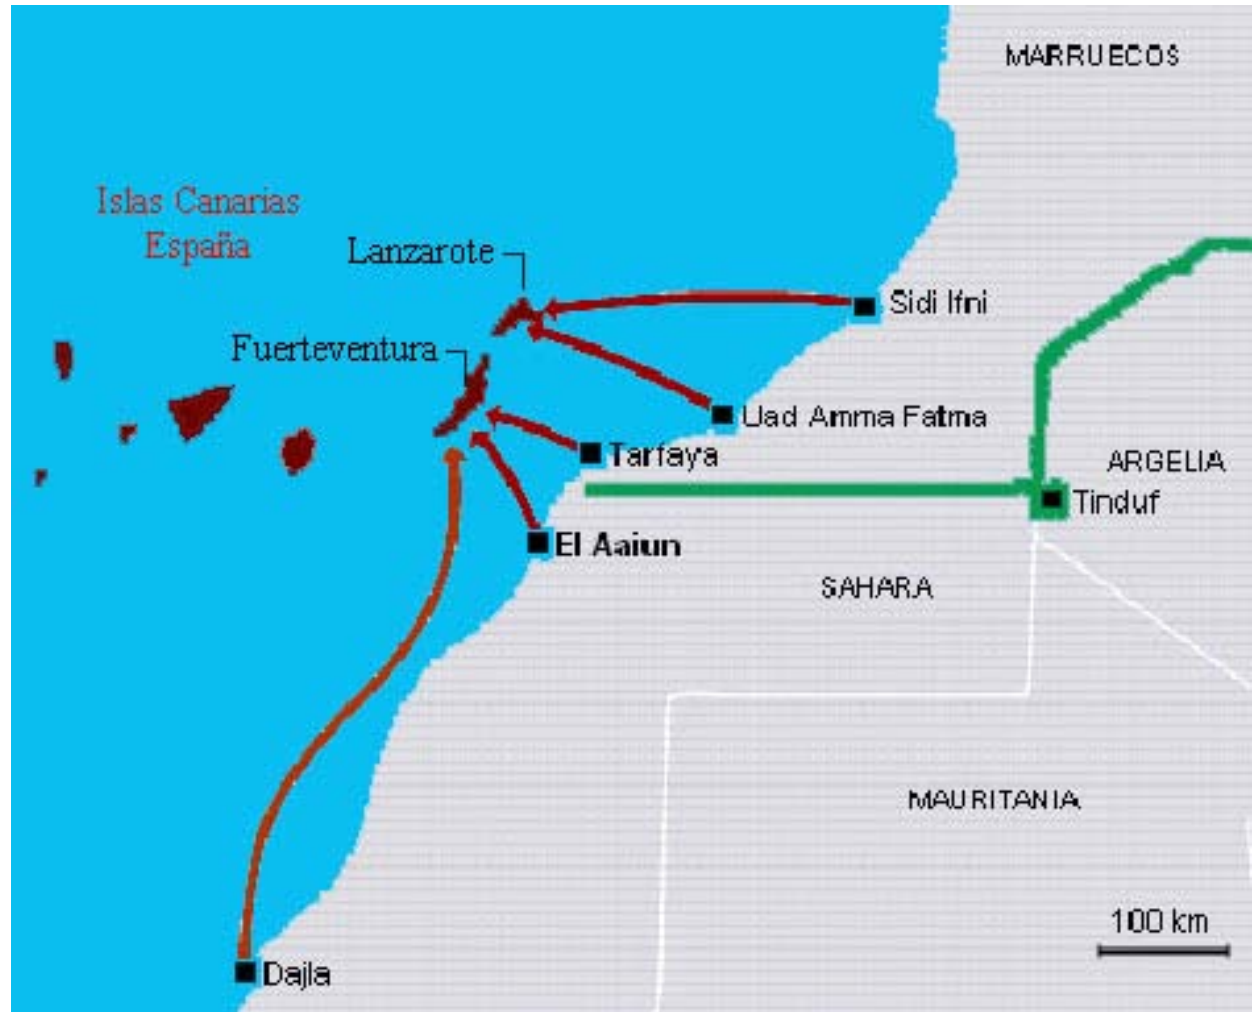 MARRUECOS
Islas Canarias
España
Lanzarote
Sidi Ifni
Fuerteventura
Uad Amma Fatma
Tarfaya
ARGELIA
Tinduf
El Aaiun
SAHARA
MAURITANIA
100 km
Dajla